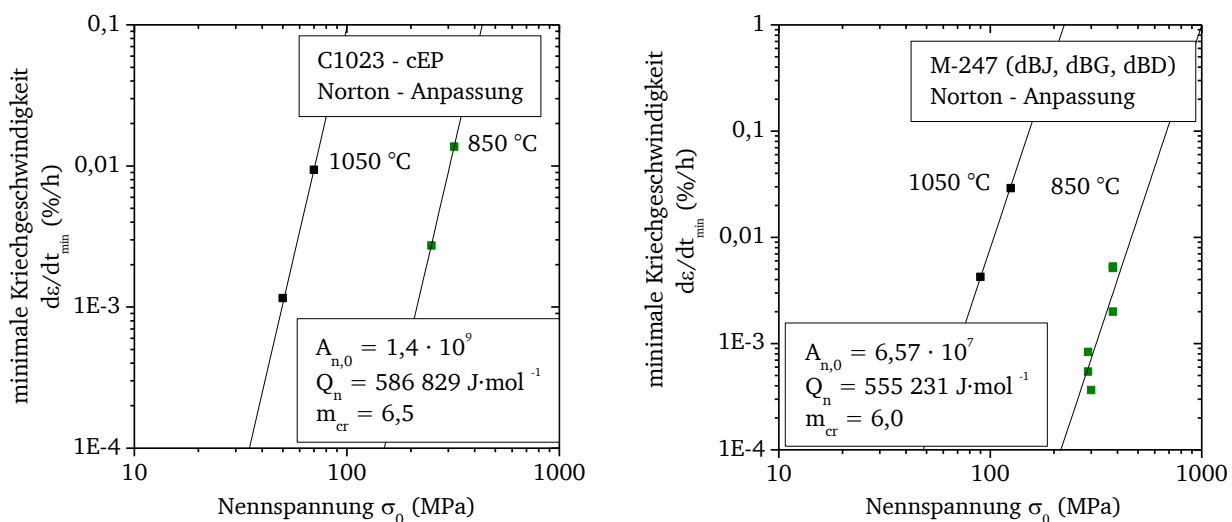 0,1
0,01
1E-3
1E-4
10
100
1000
minimale Kriechgeschwindigkeit
dε/dt_min (%/h)
Nennspannung σ_0 (MPa)
C1023 - cEP
Norton - Anpassung
1050 °C
850 °C
A_n,0 = 1,4 · 10^9
Q_n = 586 829 J·mol^-1
m_cr = 6,5
1
0,1
0,01
1E-3
1E-4
10
100
1000
minimale Kriechgeschwindigkeit
dε/dt_min (%/h)
Nennspannung σ_0 (MPa)
M-247 (dBJ, dBG, dBD)
Norton - Anpassung
1050 °C
850 °C
A_n,0 = 6,57 · 10^7
Q_n = 555 231 J·mol^-1
m_cr = 6,0